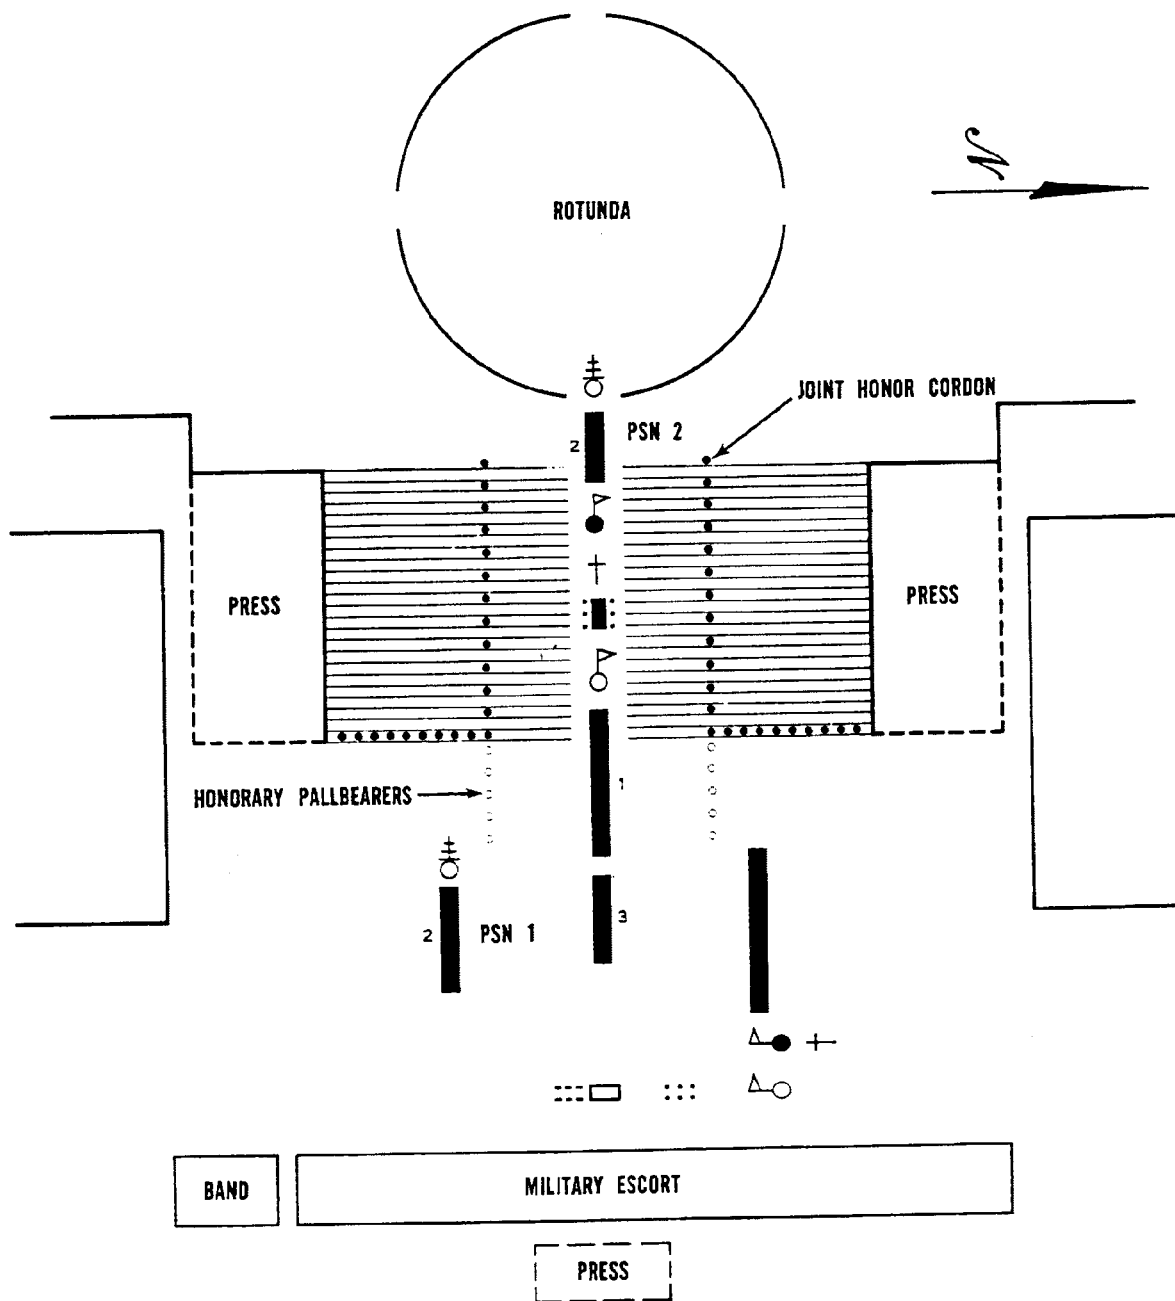 N
ROTUNDA
JOINT HONOR CORDON
2
PSN 2
PRESS
PRESS
1
HONORARY PALLBEARERS
2
PSN 1
3
BAND
MILITARY ESCORT
PRESS